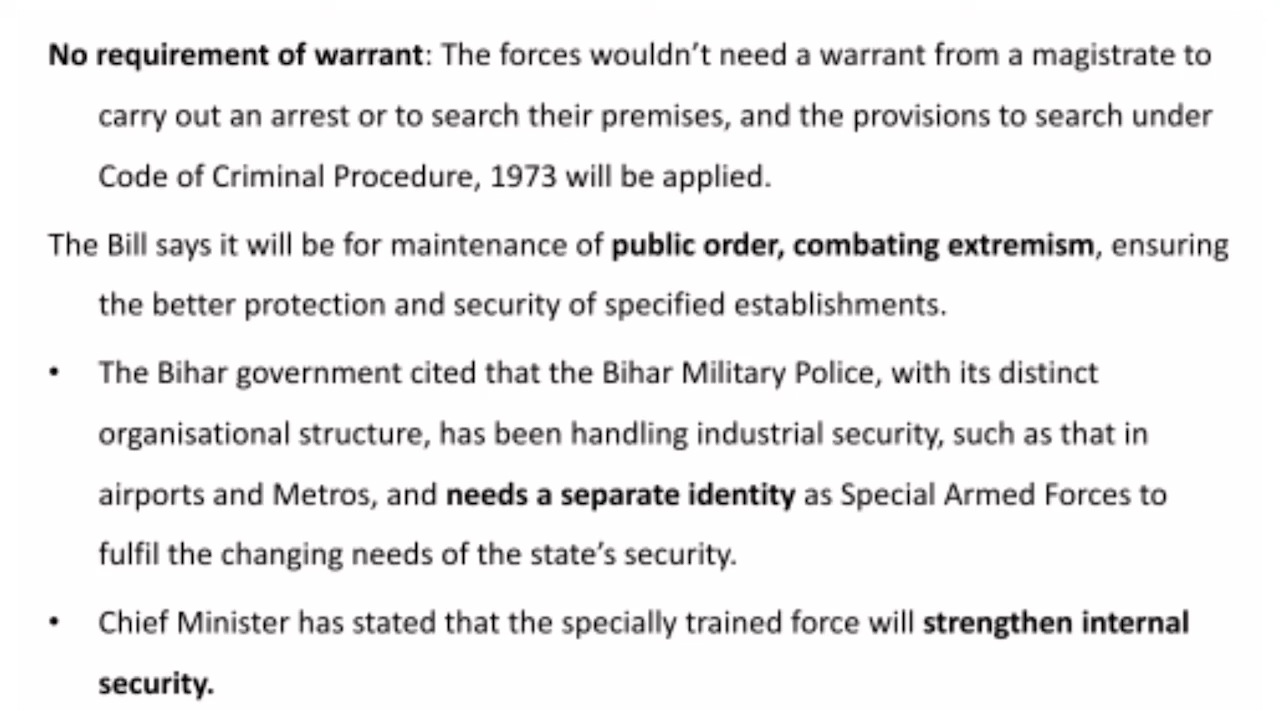 No requirement of warrant: The forces wouldn't need a warrant from a magistrate to
carry out an arrest or to search their premises, and the provisions to search under
Code of Criminal Procedure, 1973 will be applied.
The Bill says it will be for maintenance of public order, combating extremism, ensuring
the better protection and security of specified establishments.
• The Bihar government cited that the Bihar Military Police, with its distinct
organisational structure, has been handling industrial security, such as that in
airports and Metros, and needs a separate identity as Special Armed Forces to
fulfil the changing needs of the state's security.
• Chief Minister has stated that the specially trained force will strengthen internal
security.